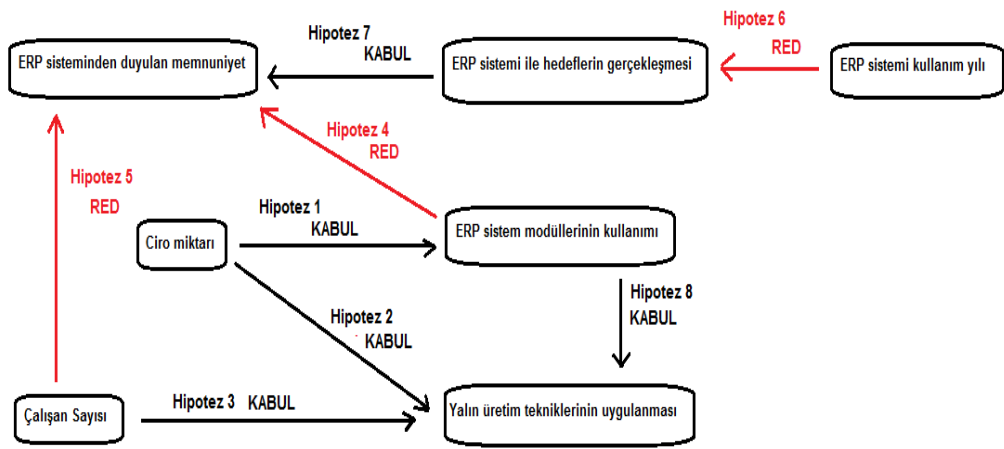 Hipotez 6
RED
Hipotez 7
KABUL
ERP sisteminden duyulan memnuniyet
ERP sistemi ile hedeflerin gerçekleşmesi
ERP sistemi kullanım yılı
Hipotez 4
RED
Hipotez 5
RED
Hipotez 1
KABUL
Ciro miktarı
ERP sistem modüllerinin kullanımı
Hipotez 8
KABUL
Hipotez 2
KABUL
Hipotez 3 KABUL
Çalışan Sayısı
Yalın üretim tekniklerinin uygulanması